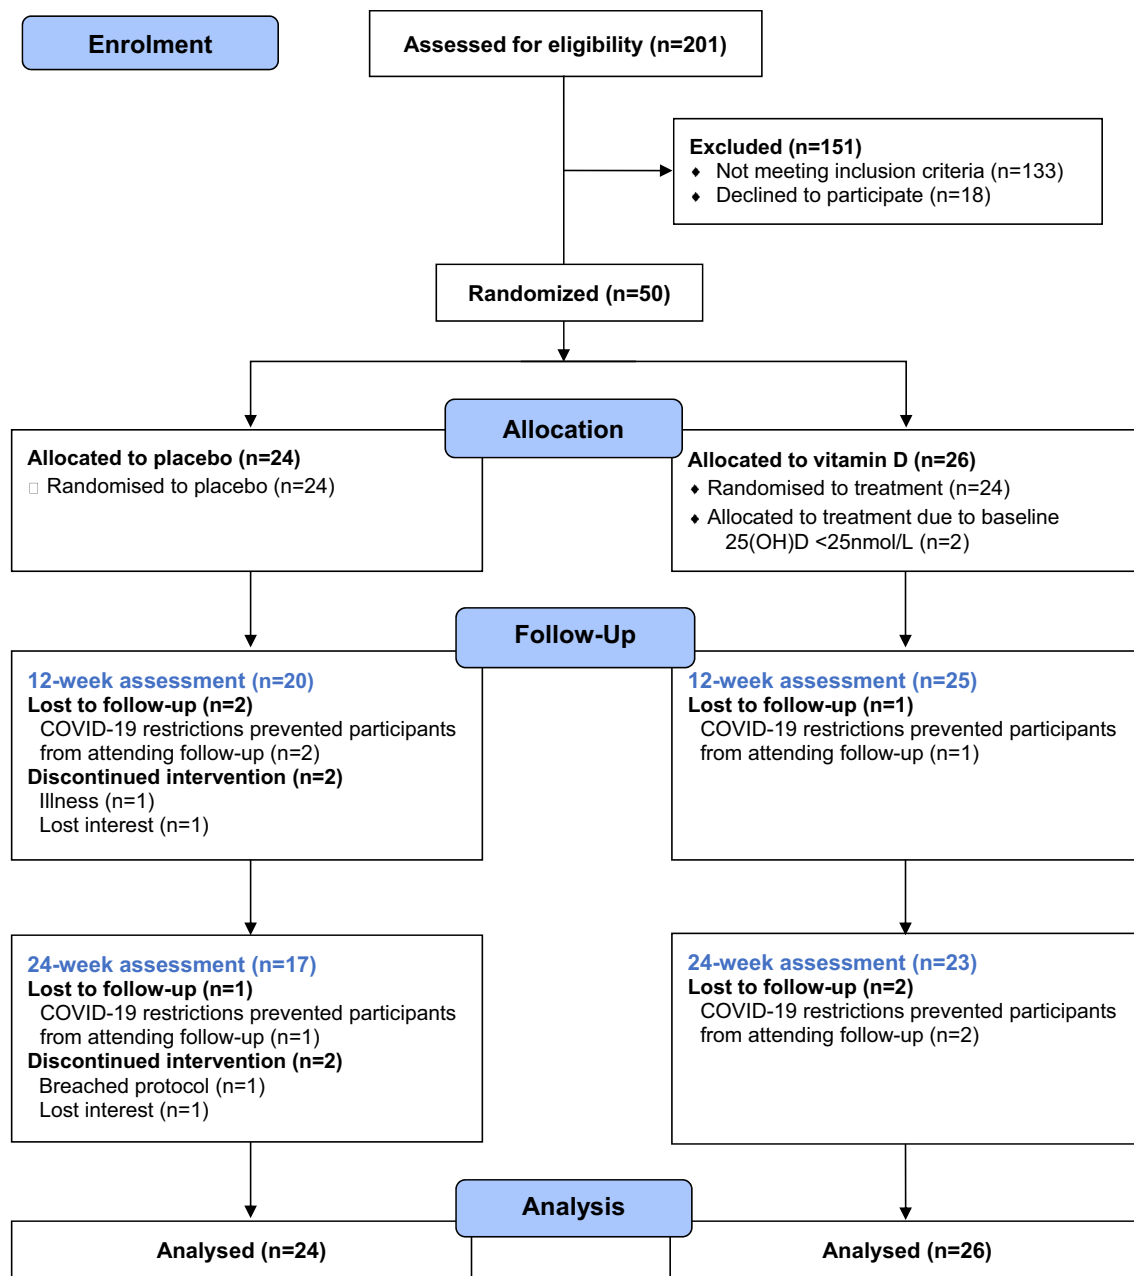 Enrolment
Assessed for eligibility (n=201)
Excluded (n=151)
♦ Not meeting inclusion criteria (n=133)
♦ Declined to participate (n=18)
Randomized (n=50)
Allocation
Allocated to placebo (n=24)
□ Randomised to placebo (n=24)
Allocated to vitamin D (n=26)
♦ Randomised to treatment (n=24)
♦ Allocated to treatment due to baseline
25(OH)D <25nmol/L (n=2)
Follow-Up
12-week assessment (n=20)
Lost to follow-up (n=2)
COVID-19 restrictions prevented participants
from attending follow-up (n=2)
Discontinued intervention (n=2)
Illness (n=1)
Lost interest (n=1)
12-week assessment (n=25)
Lost to follow-up (n=1)
COVID-19 restrictions prevented participants
from attending follow-up (n=1)
24-week assessment (n=17)
Lost to follow-up (n=1)
COVID-19 restrictions prevented participants
from attending follow-up (n=1)
Discontinued intervention (n=2)
Breached protocol (n=1)
Lost interest (n=1)
24-week assessment (n=23)
Lost to follow-up (n=2)
COVID-19 restrictions prevented participants
from attending follow-up (n=2)
Analysis
Analysed (n=24)
Analysed (n=26)